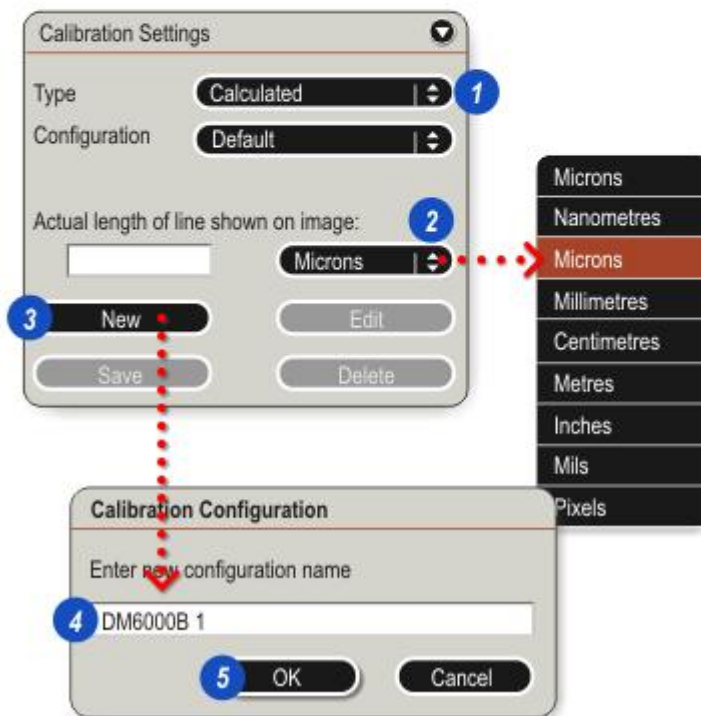 Calibration Settings
Type
Calculated
1
Configuration
Default
Actual length of line shown on image:
2
Microns
3
New
Edit
Save
Delete
Microns
Nanometres
Microns
Millimetres
Centimetres
Metres
Inches
Mils
Pixels
Calibration Configuration
Enter new configuration name
4
DM6000B 1
5
OK
Cancel